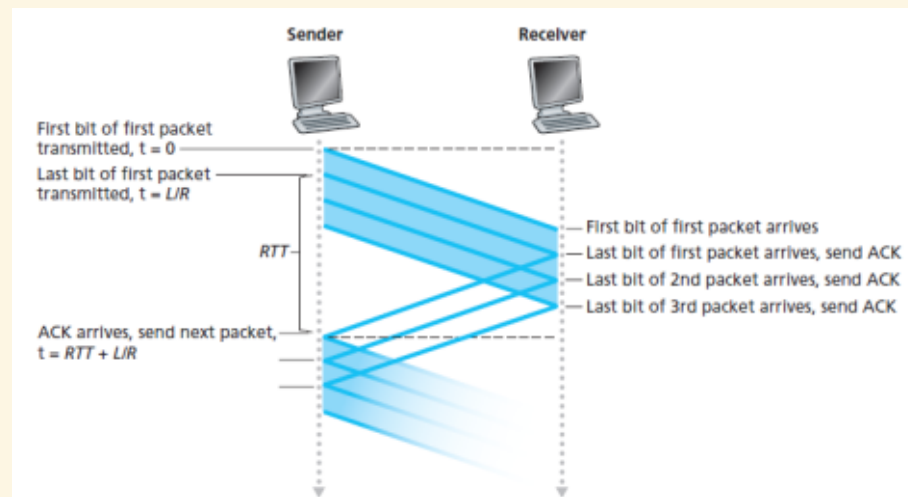 Sender
Receiver
First bit of first packet
transmitted, t = 0
Last bit of first packet
transmitted, t = L/R
RTT
First bit of first packet arrives
Last bit of first packet arrives, send ACK
Last bit of 2nd packet arrives, send ACK
Last bit of 3rd packet arrives, send ACK
ACK arrives, send next packet,
t = RTT + L/R